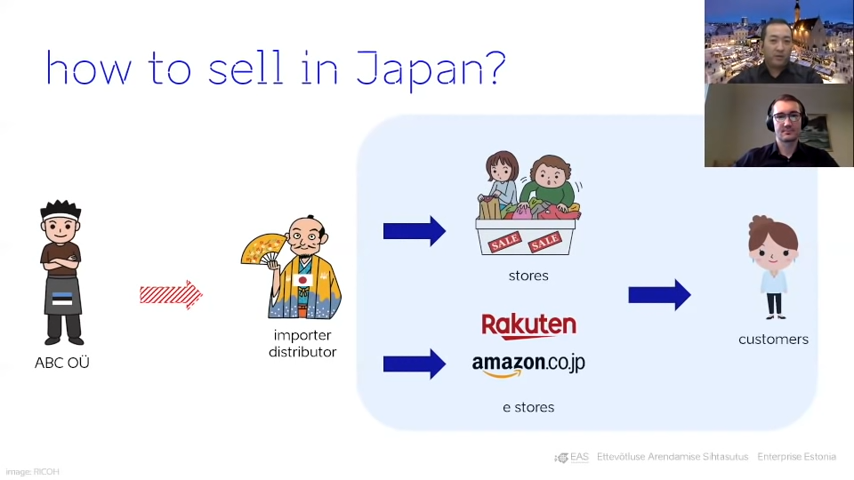 how to sell in Japan?
SALE SALE
stores
Rakuten
amazon.co.jp
e stores
importer
distributor
ABC OÜ
customers
EAS Ettevõtluse Arendamise Sihtasutus Enterprise Estonia
image: RICOH